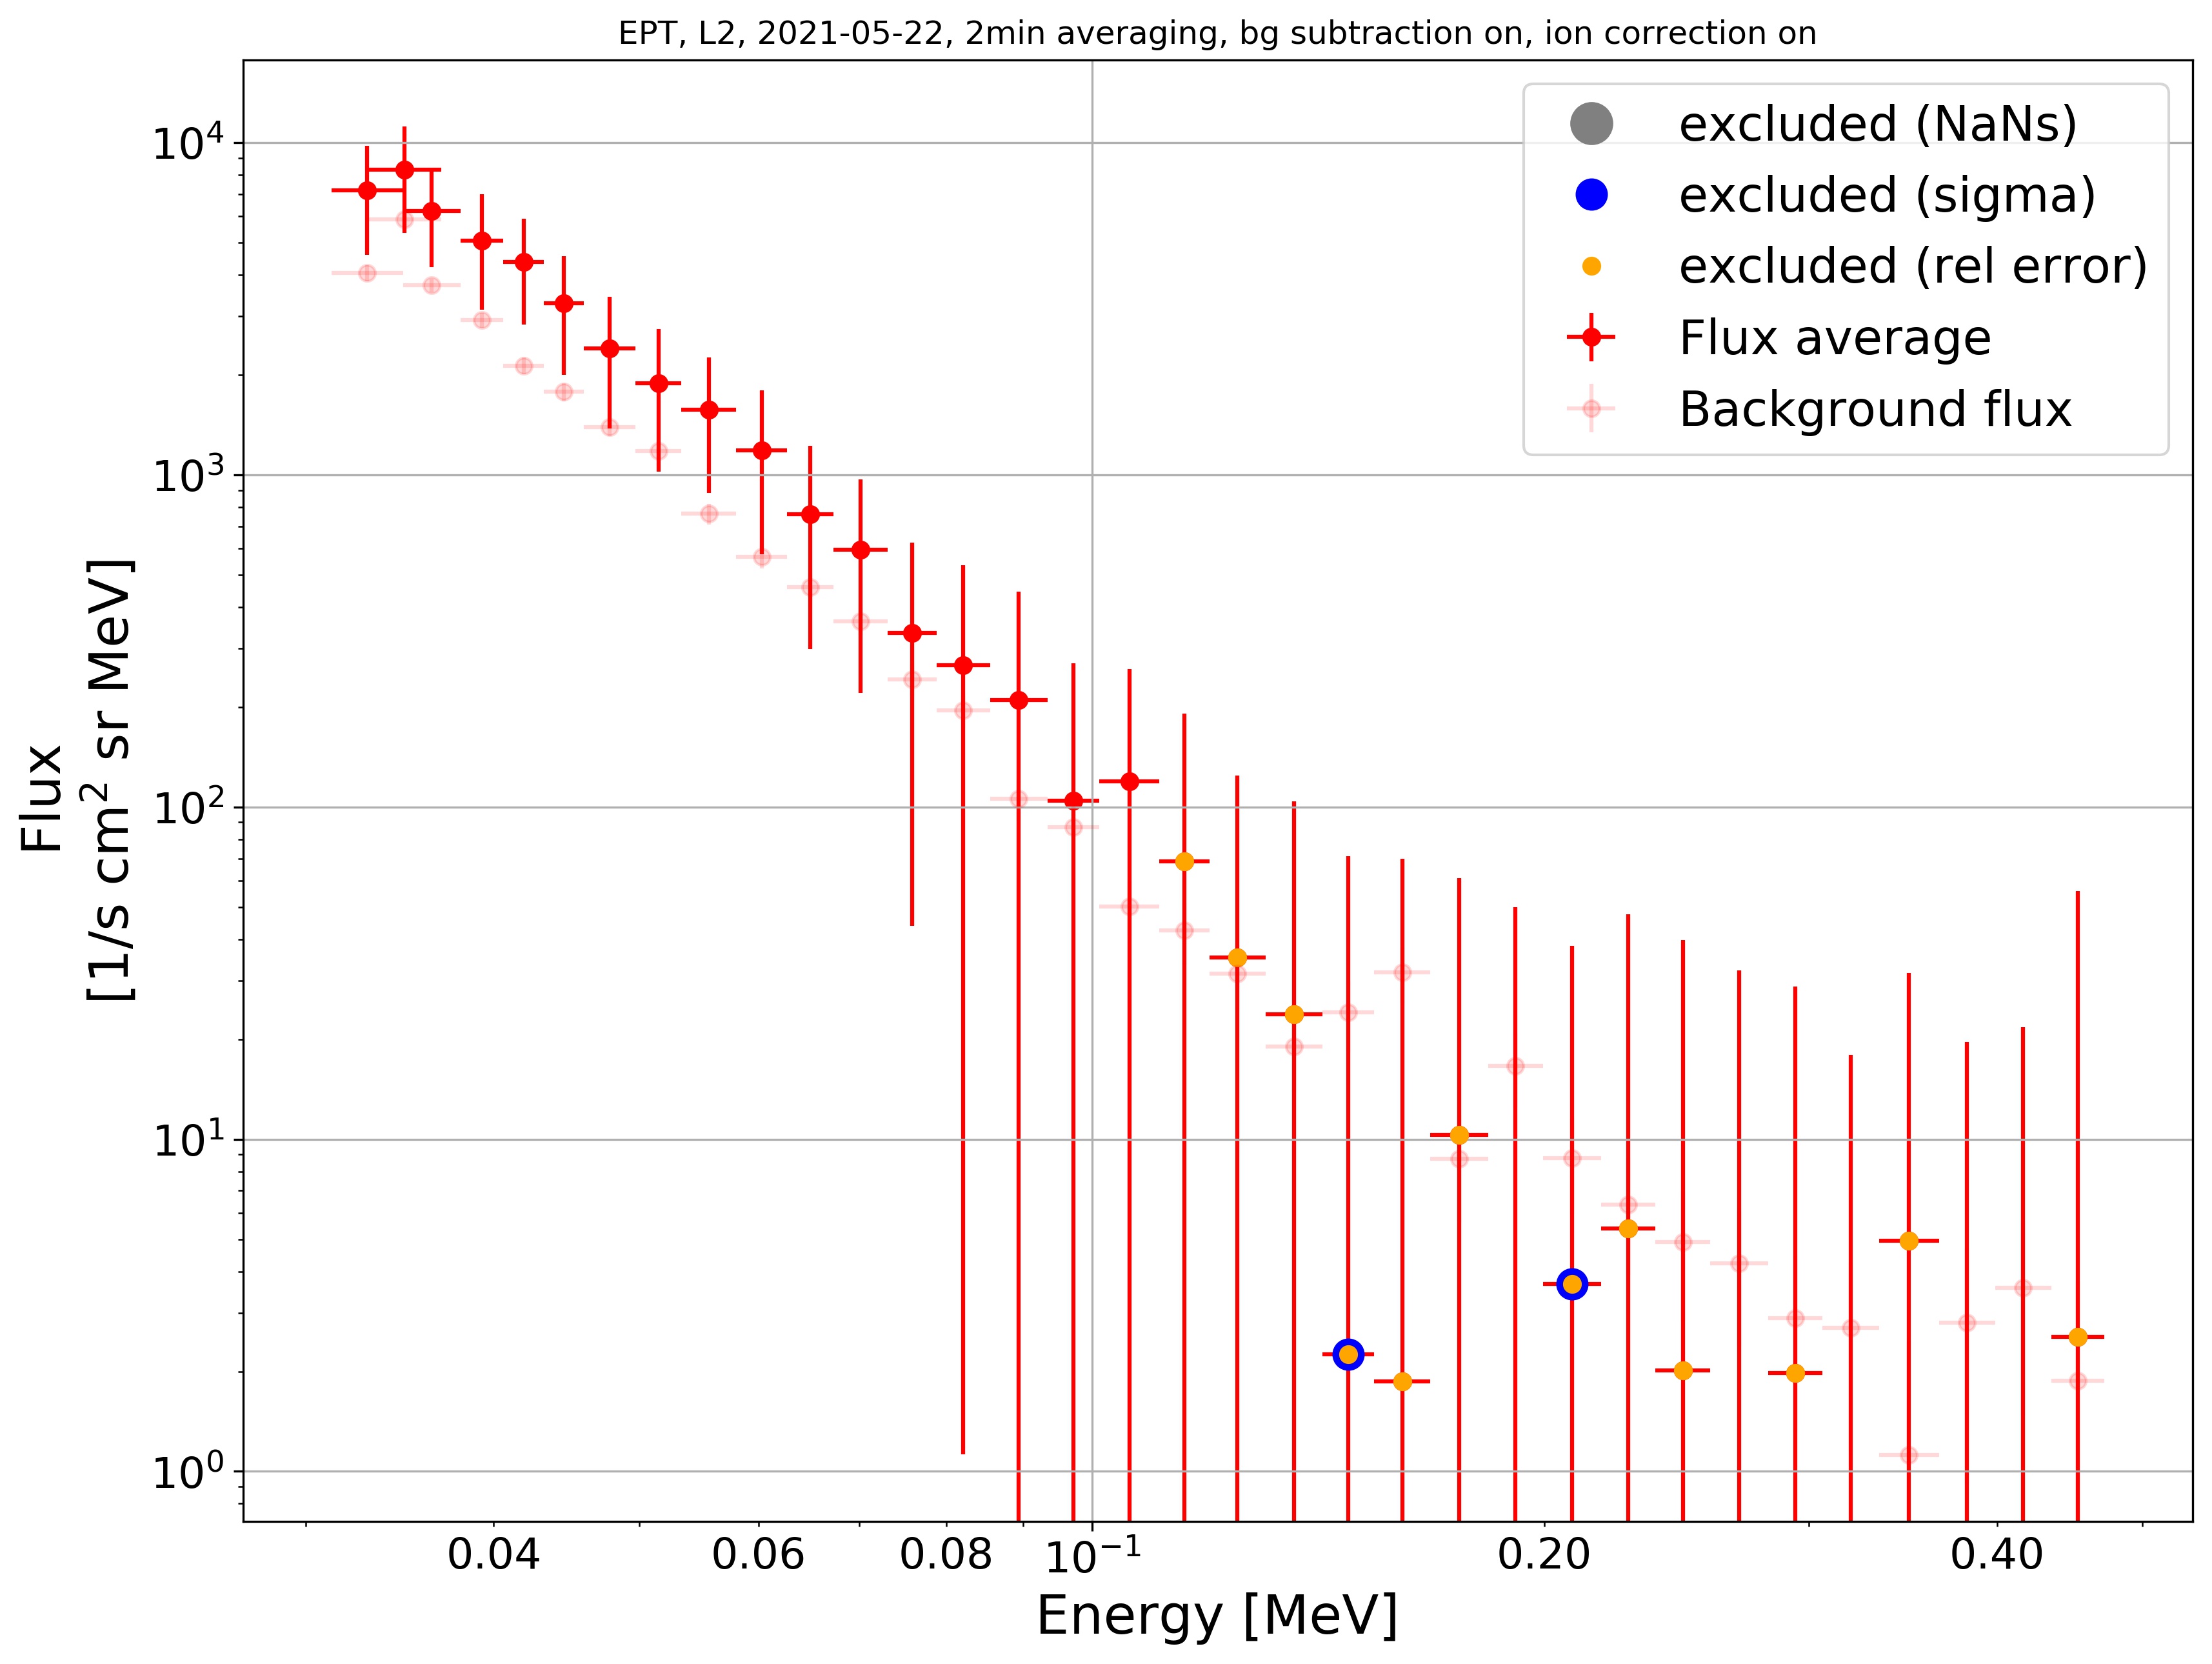 EPT, L2, 2021-05-22, 2min averaging, bg subtraction on, ion correction on
excluded (NaNs)
excluded (sigma)
excluded (rel error)
Flux average
Background flux
10⁴
10³
10²
10¹
10⁰
Flux
[1/s cm² sr MeV]
0.04 0.06 0.08 10⁻¹ 0.20 0.40
Energy [MeV]